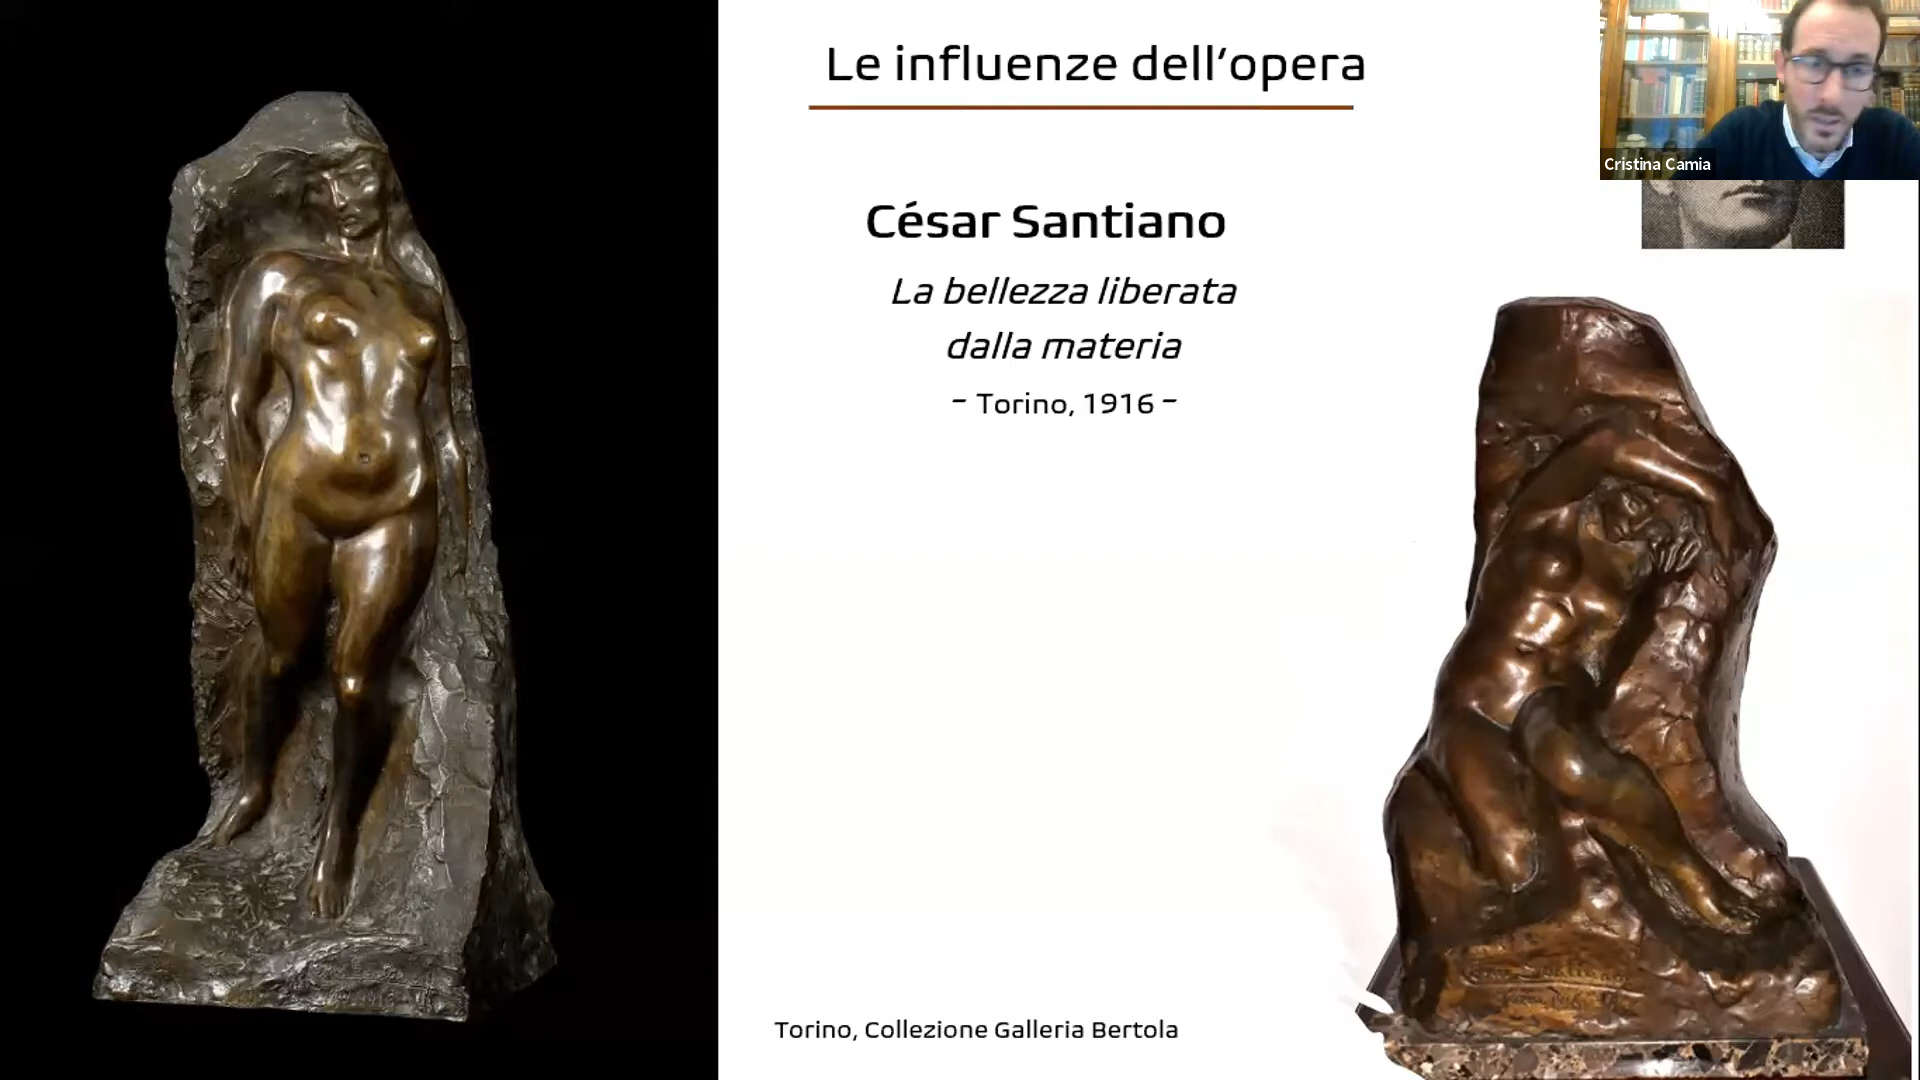 Le influenze dell'opera
Cristina Camia
César Santiano
La bellezza liberata
dalla materia
- Torino, 1916 -
Torino, Collezione Galleria Bertola